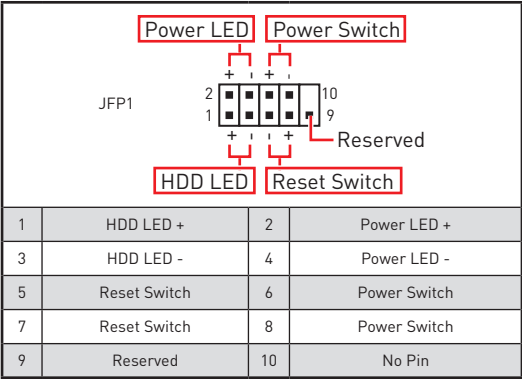 Power LED Power Switch
+ - + -
JFP1
2 10
1 9
+ - - +
Reserved
HDD LED Reset Switch
1 HDD LED + 2 Power LED +
3 HDD LED - 4 Power LED -
5 Reset Switch 6 Power Switch
7 Reset Switch 8 Power Switch
9 Reserved 10 No Pin